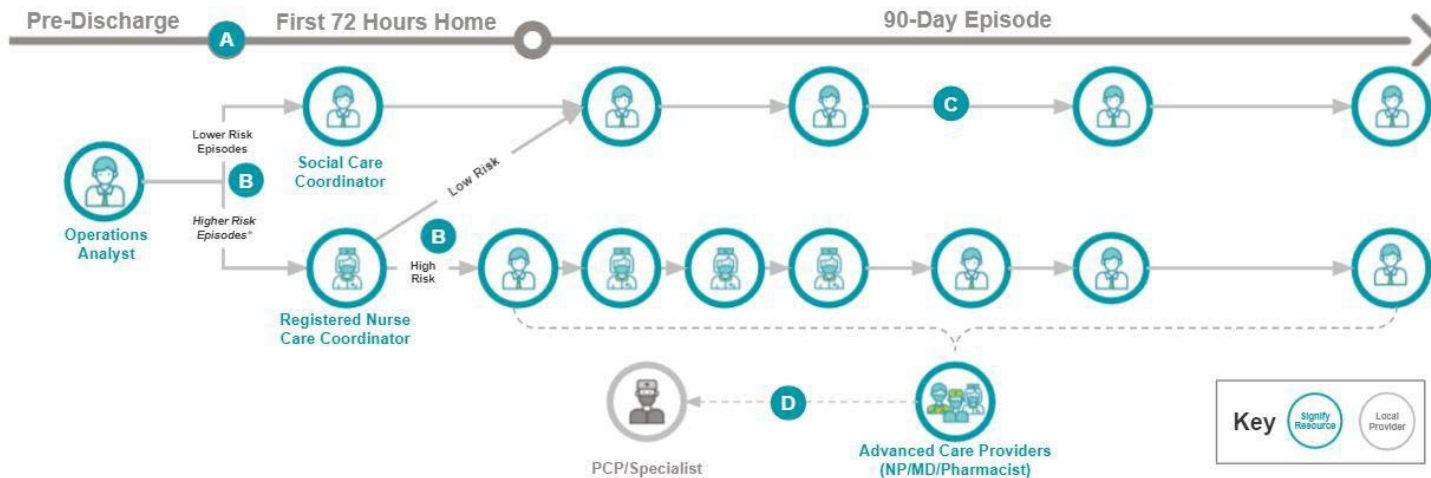 Pre-Discharge
A
First 72 Hours Home
90-Day Episode
Lower Risk
Episodes
B
Higher Risk
Episodes*
Operations
Analyst
Social Care
Coordinator
Low Risk
C
B
High
Risk
Registered Nurse
Care Coordinator
D
PCP/Specialist
Advanced Care Providers
(NP/MD/Pharmacist)
Key
Signify
Resource
Local
Provider